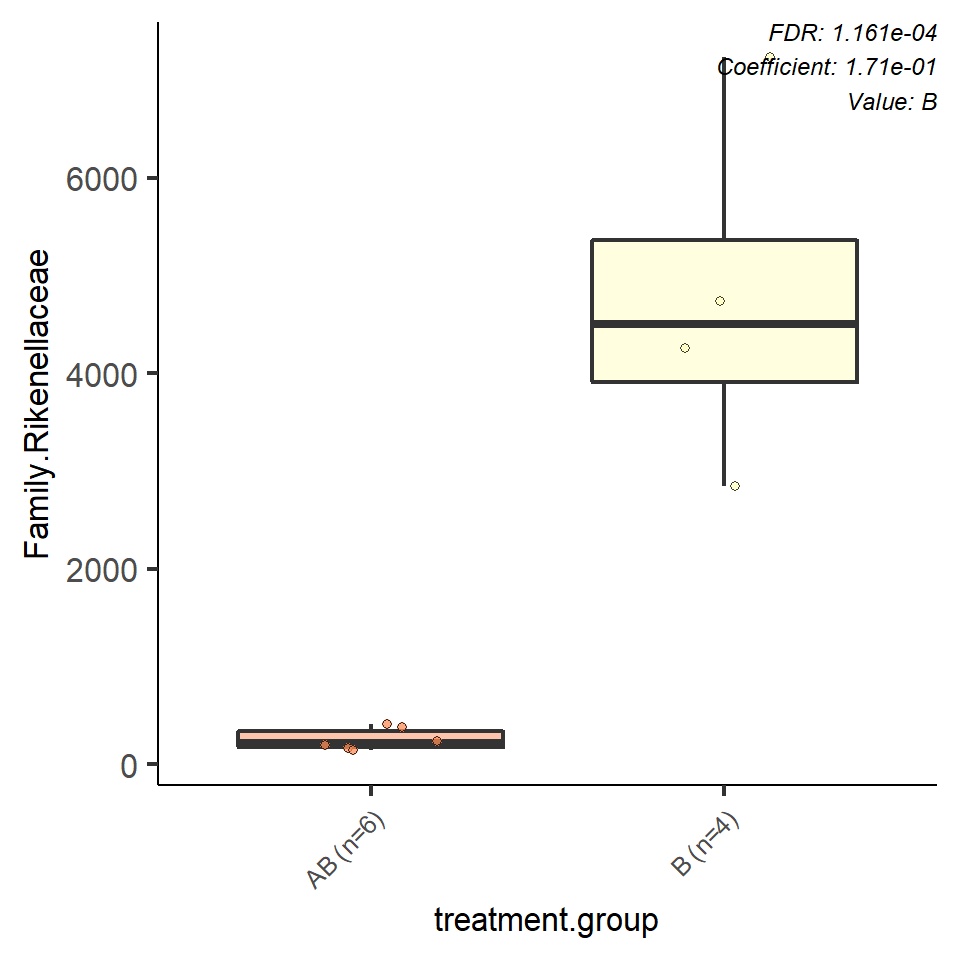 FDR: 1.161e-04
Coefficient: 1.71e-01
Value: B
6000
4000
2000
0
Family.Rikenellaceae
AB (n=6)
B (n=4)
treatment.group